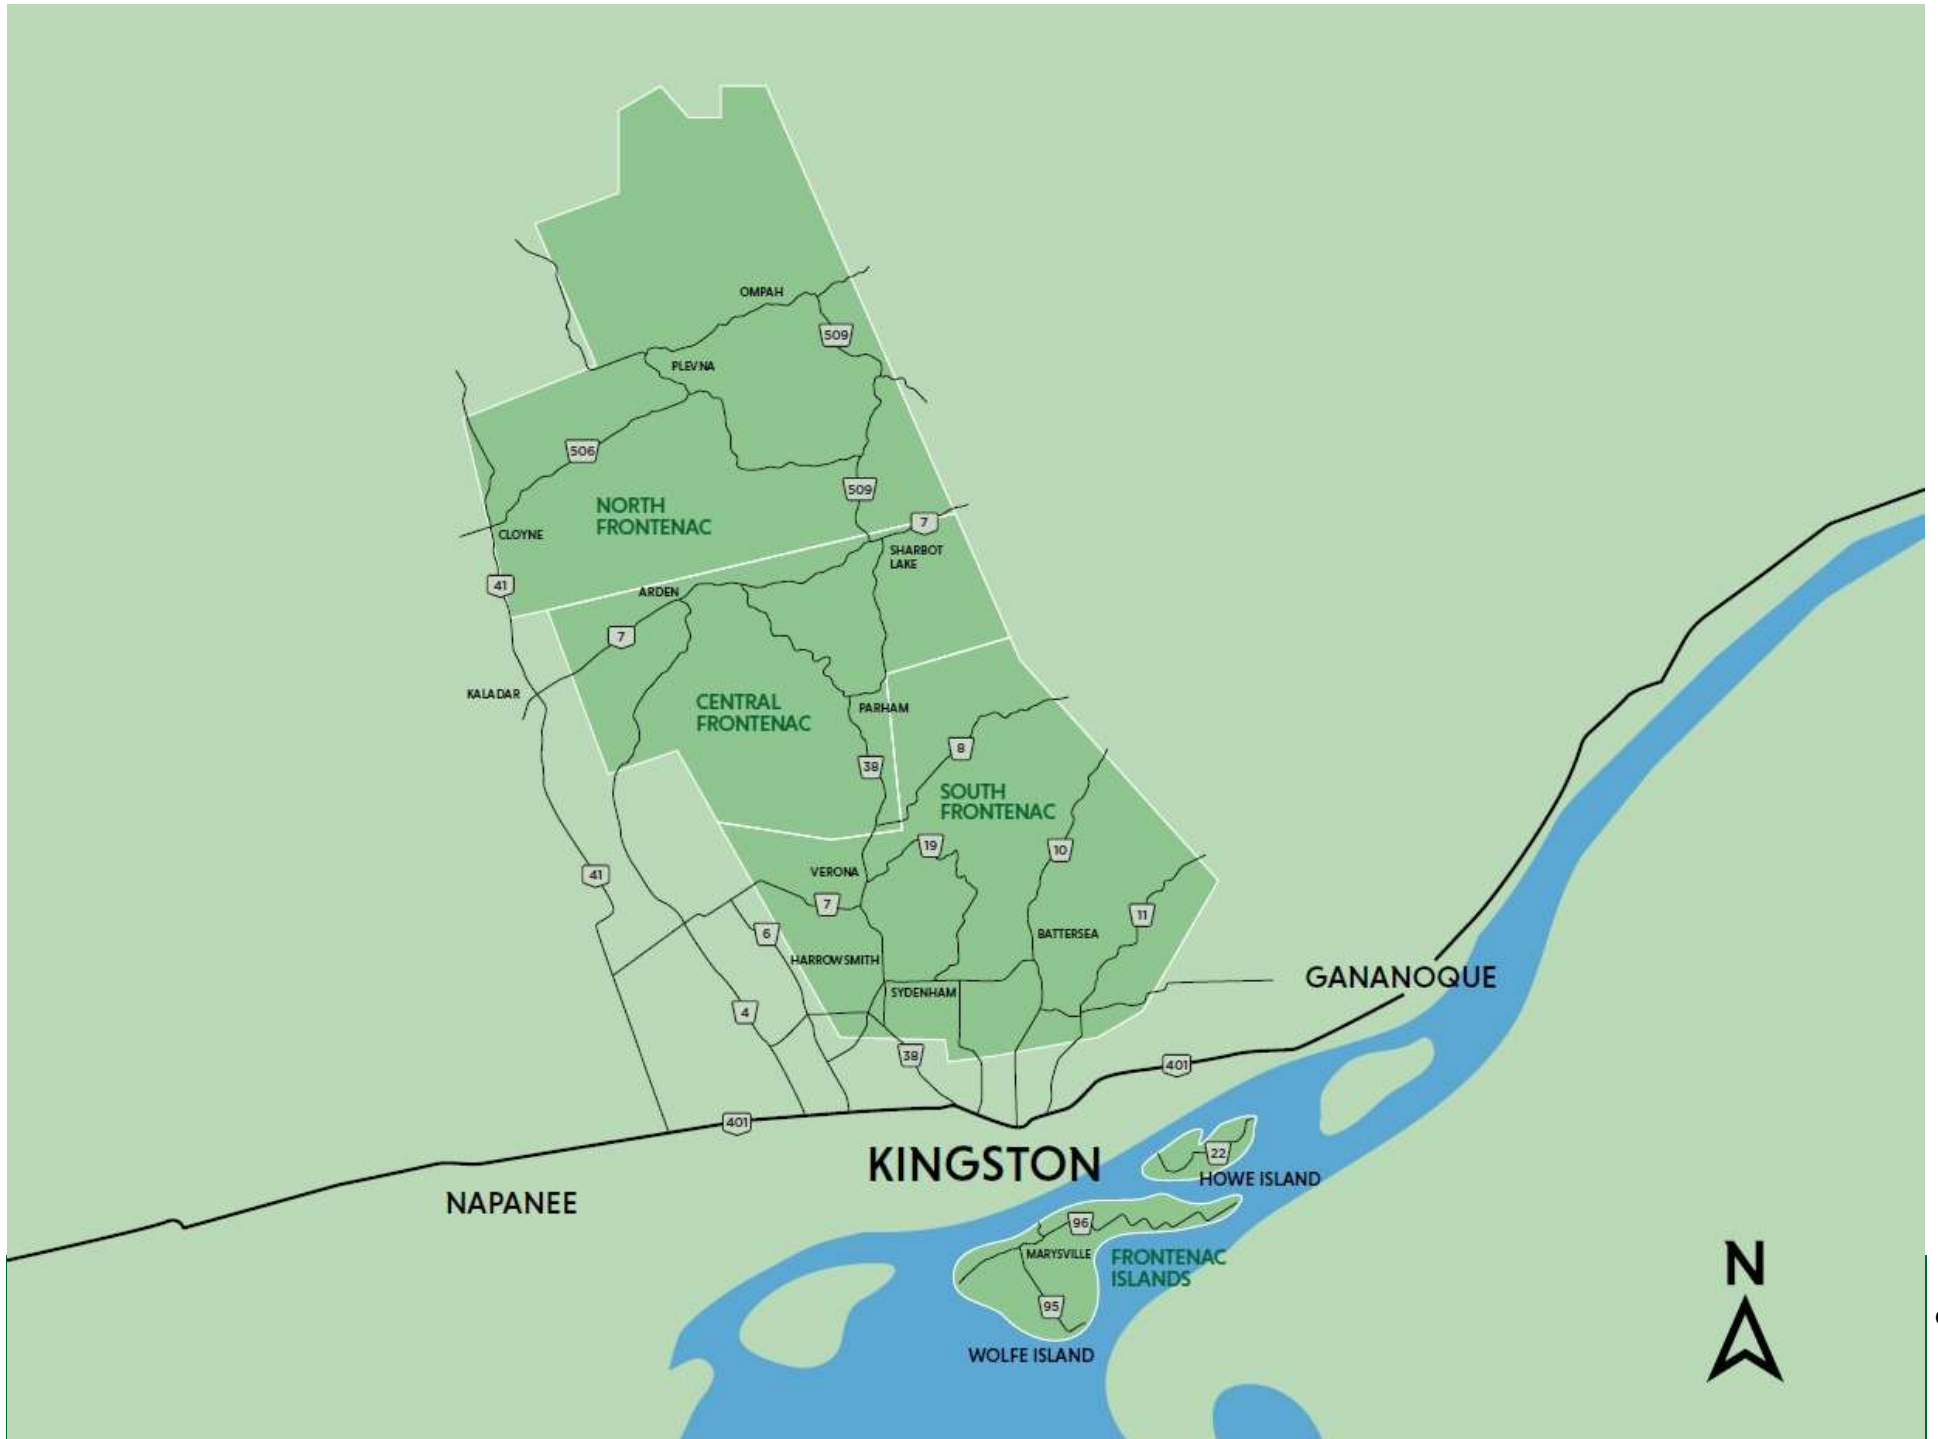 OMPAH
509
PLEVNA
506
509
NORTH
FRONTENAC
7
CLOYNE
SHARBOT
LAKE
41
ARDEN
7
KALADAR
CENTRAL
FRONTENAC
PARHAM
8
38
SOUTH
FRONTENAC
19
10
VERONA
41
7
11
6
BATTERSEA
HARROWSMITH
GANANOQUE
SYDENHAM
4
38
401
401
KINGSTON
22
HOWE ISLAND
NAPANEE
96
MARYSVILLE
FRONTENAC
ISLANDS
N
95
WOLFE ISLAND